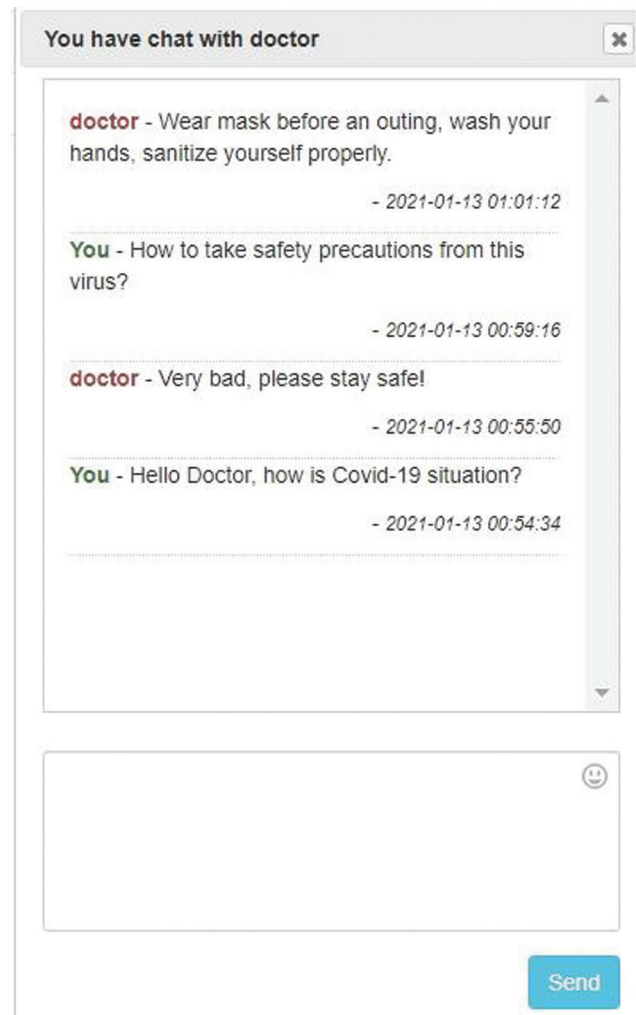 You have chat with doctor
doctor - Wear mask before an outing, wash your
hands, sanitize yourself properly.
- 2021-01-13 01:01:12
You - How to take safety precautions from this
virus?
- 2021-01-13 00:59:16
doctor - Very bad, please stay safe!
- 2021-01-13 00:55:50
You - Hello Doctor, how is Covid-19 situation?
- 2021-01-13 00:54:34
Send